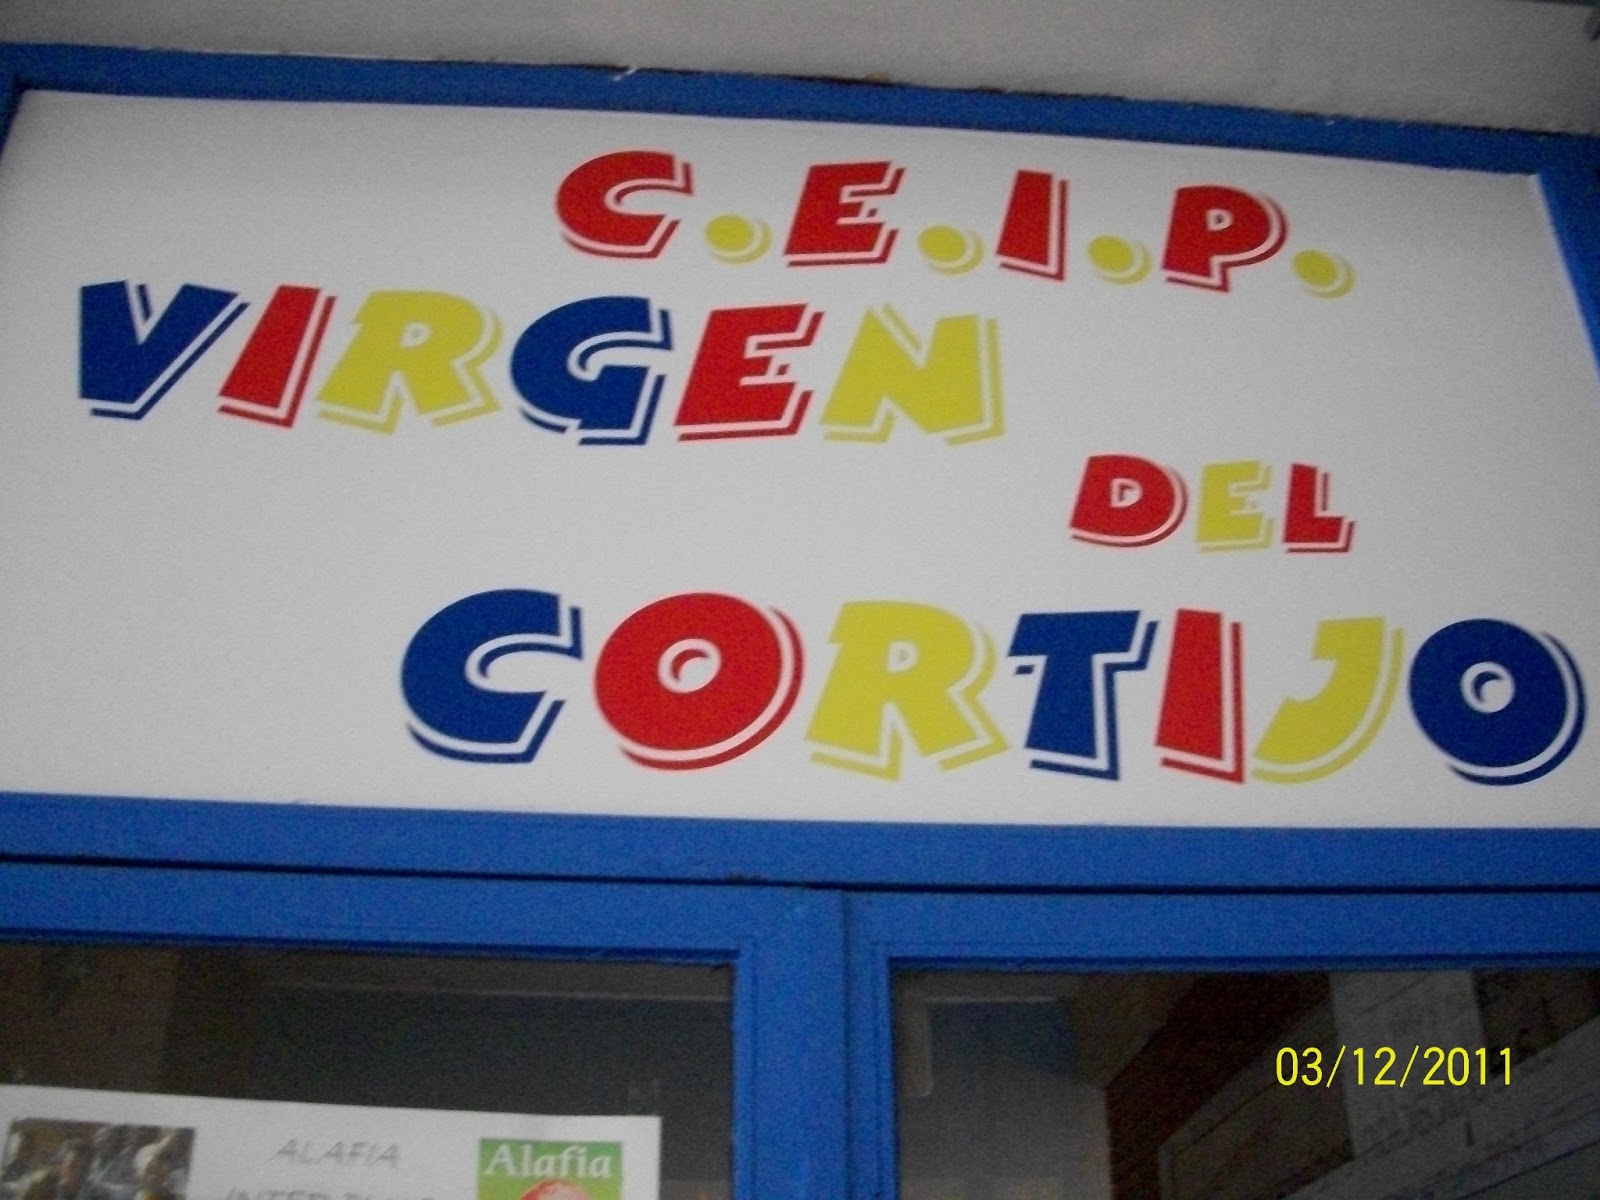 C.E.I.P.
VIRGEN
DEL
CORTIJO
03/12/2011
ALAFIA
Alafia